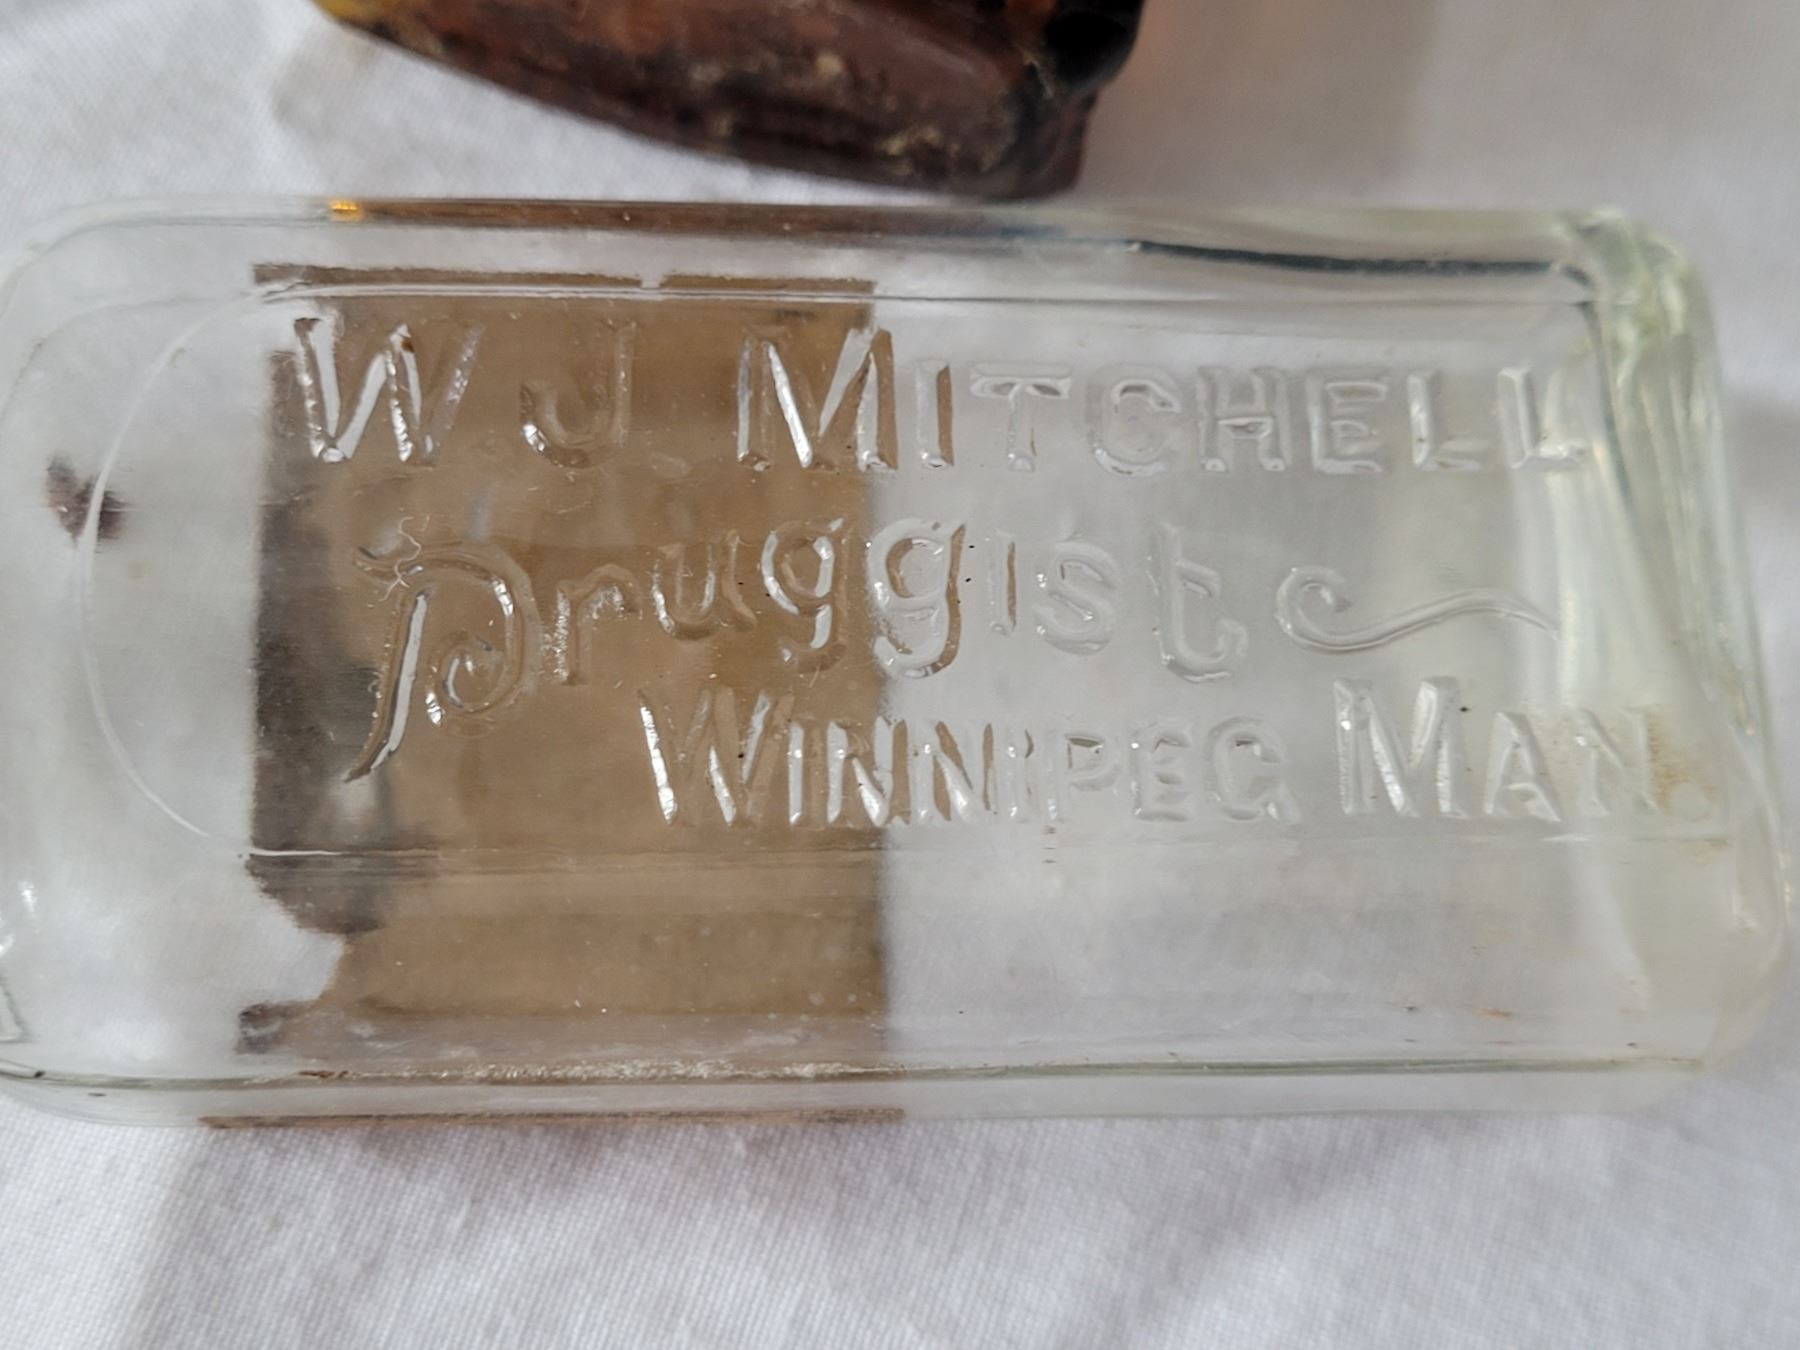 W. J. MITCHELL
Druggist
WINNIPEG MAN.